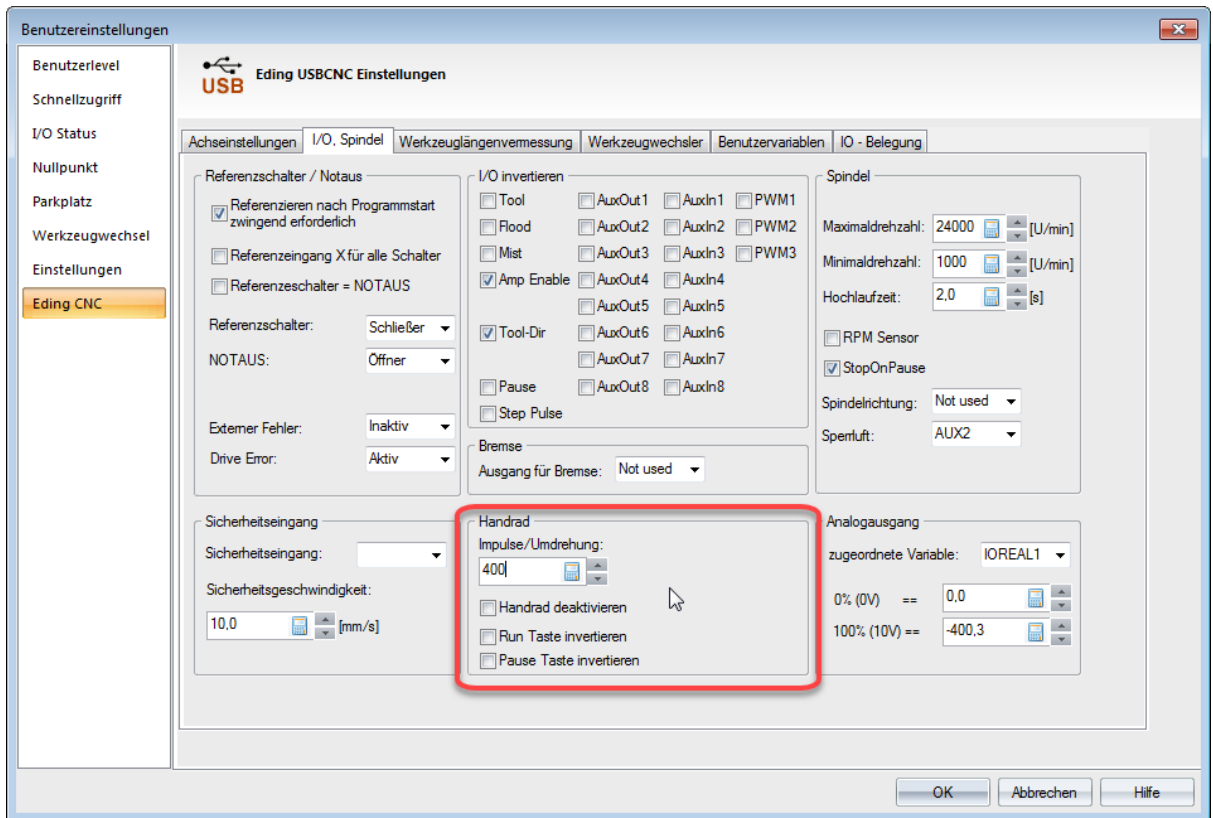 Benutzereinstellungen
Benutzerlevel
Schnellzugriff
I/O Status
Nullpunkt
Parkplatz
Werkzeugwechsel
Einstellungen
Eding CNC
USB
Eding USBCNC Einstellungen
Achseinstellungen I/O, Spindel Werkzeuglängenvermessung Werkzeugwechsler Benutzervariablen IO - Belegung
Referenzschalter / Notaus
Referenzieren nach Programmstart
zwingend erforderlich
Referenzeingang X für alle Schalter
Referenzeschalter = NOTAUS
Referenzschalter: Schließer
NOTAUS: Öffner
Externer Fehler: Inaktiv
Drive Error: Aktiv
I/O invertieren
Tool AuxOut1 AuxIn1 PWM1
Flood AuxOut2 AuxIn2 PWM2
Mist AuxOut3 AuxIn3 PWM3
Amp Enable AuxOut4 AuxIn4
AuxOut5 AuxIn5
Tool-Dir AuxOut6 AuxIn6
AuxOut7 AuxIn7
Pause AuxOut8 AuxIn8
Step Pulse
Bremse
Ausgang für Bremse: Not used
Spindel
Maximaldrehzahl: 24000 [U/min]
Minimaldrehzahl: 1000 [U/min]
Hochlaufzeit: 2,0 [s]
RPM Sensor
StopOnPause
Spindelrichtung: Not used
Sperrluft: AUX2
Sicherheitseingang
Sicherheitseingang:
Sicherheitsgeschwindigkeit:
10,0 [mm/s]
Handrad
Impulse/Umdrehung:
400
Handrad deaktivieren
Run Taste invertieren
Pause Taste invertieren
Analogausgang
zugeordnete Variable: IOREAL1
0% (0V) == 0,0
100% (10V) == -400,3
OK Abbrechen Hilfe